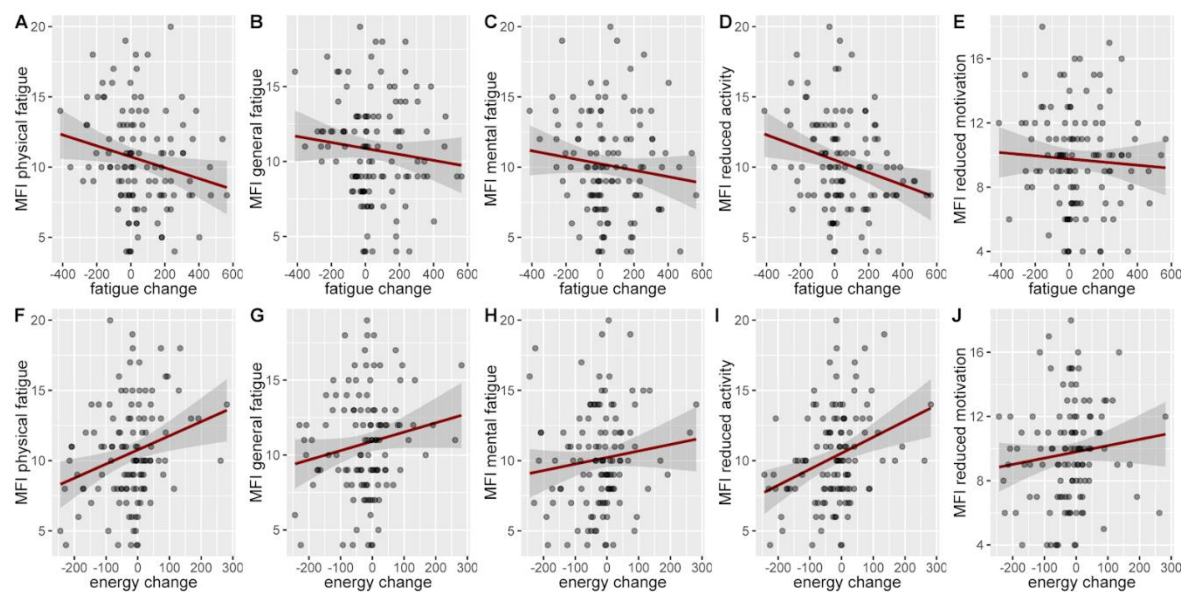 A B C D E
MFI physical fatigue
20
15
10
5
-400 -200 0 200 400 600
fatigue change
MFI general fatigue
15
10
5
-400 -200 0 200 400 600
fatigue change
MFI mental fatigue
20
15
10
5
-400 -200 0 200 400 600
fatigue change
MFI reduced activity
20
15
10
5
-400 -200 0 200 400 600
fatigue change
MFI reduced motivation
16
12
8
4
-400 -200 0 200 400 600
fatigue change
F G H I J
MFI physical fatigue
20
15
10
5
-200 -100 0 100 200 300
energy change
MFI general fatigue
15
10
5
-200 -100 0 100 200 300
energy change
MFI mental fatigue
20
15
10
5
-200 -100 0 100 200 300
energy change
MFI reduced activity
20
15
10
5
-200 -100 0 100 200 300
energy change
MFI reduced motivation
16
12
8
4
-200 -100 0 100 200 300
energy change